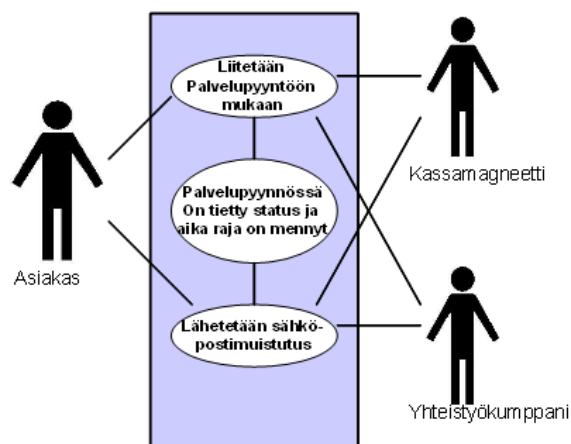 Liitetään
Palvelupyyntöön
mukaan
Kassamagneetti
Palvelupyynnössä
On tietty status ja
aika raja on mennyt
Asiakas
Lähetetään sähkö-
postimuistutus
Yhteistyökumppani